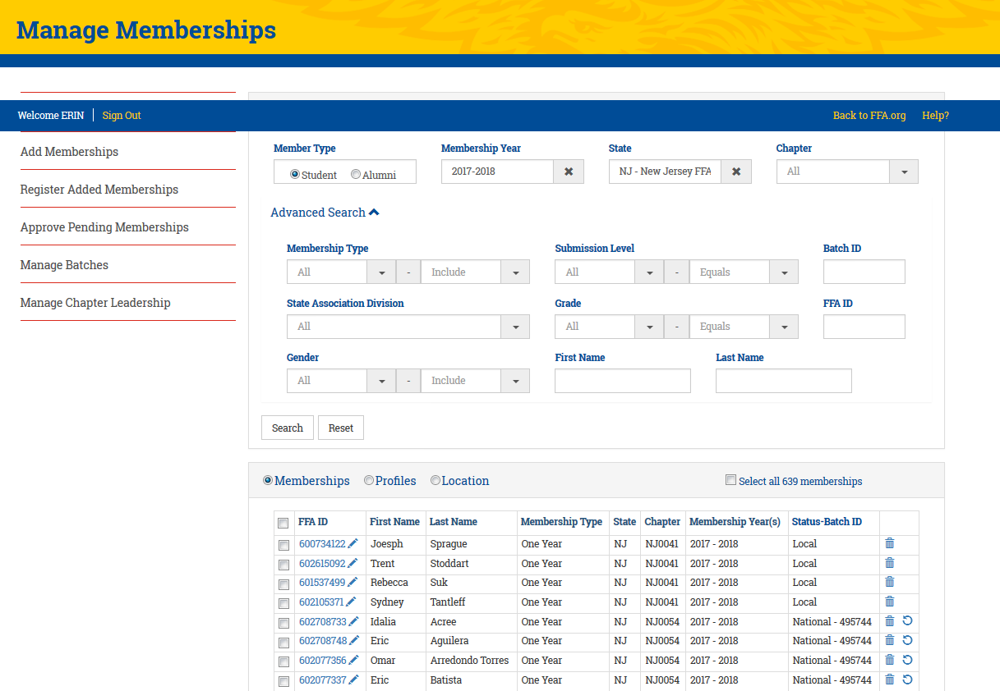 Manage Memberships
Welcome ERIN Sign Out Back to FFA.org Help?
Add Memberships
Register Added Memberships
Approve Pending Memberships
Manage Batches
Manage Chapter Leadership
Member Type Membership Year State Chapter
Student Alumni 2017-2018 NJ - New Jersey FFA All
Advanced Search
Membership Type Submission Level Batch ID
All - Include All - Equals
State Association Division Grade FFA ID
All All - Equals
Gender First Name Last Name
All - Include
Search Reset
Memberships Profiles Location Select all 639 memberships
FFA ID First Name Last Name Membership Type State Chapter Membership Year(s) Status-Batch ID
600734122 Joesph Sprague One Year NJ NJ0041 2017 - 2018 Local
602615092 Trent Stoddart One Year NJ NJ0041 2017 - 2018 Local
601537499 Rebecca Suk One Year NJ NJ0041 2017 - 2018 Local
602105371 Sydney Tantleff One Year NJ NJ0041 2017 - 2018 Local
602708733 Idalia Acree One Year NJ NJ0054 2017 - 2018 National - 495744
602708748 Eric Aguilera One Year NJ NJ0054 2017 - 2018 National - 495744
602077356 Omar Arredondo Torres One Year NJ NJ0054 2017 - 2018 National - 495744
602077337 Eric Batista One Year NJ NJ0054 2017 - 2018 National - 495744